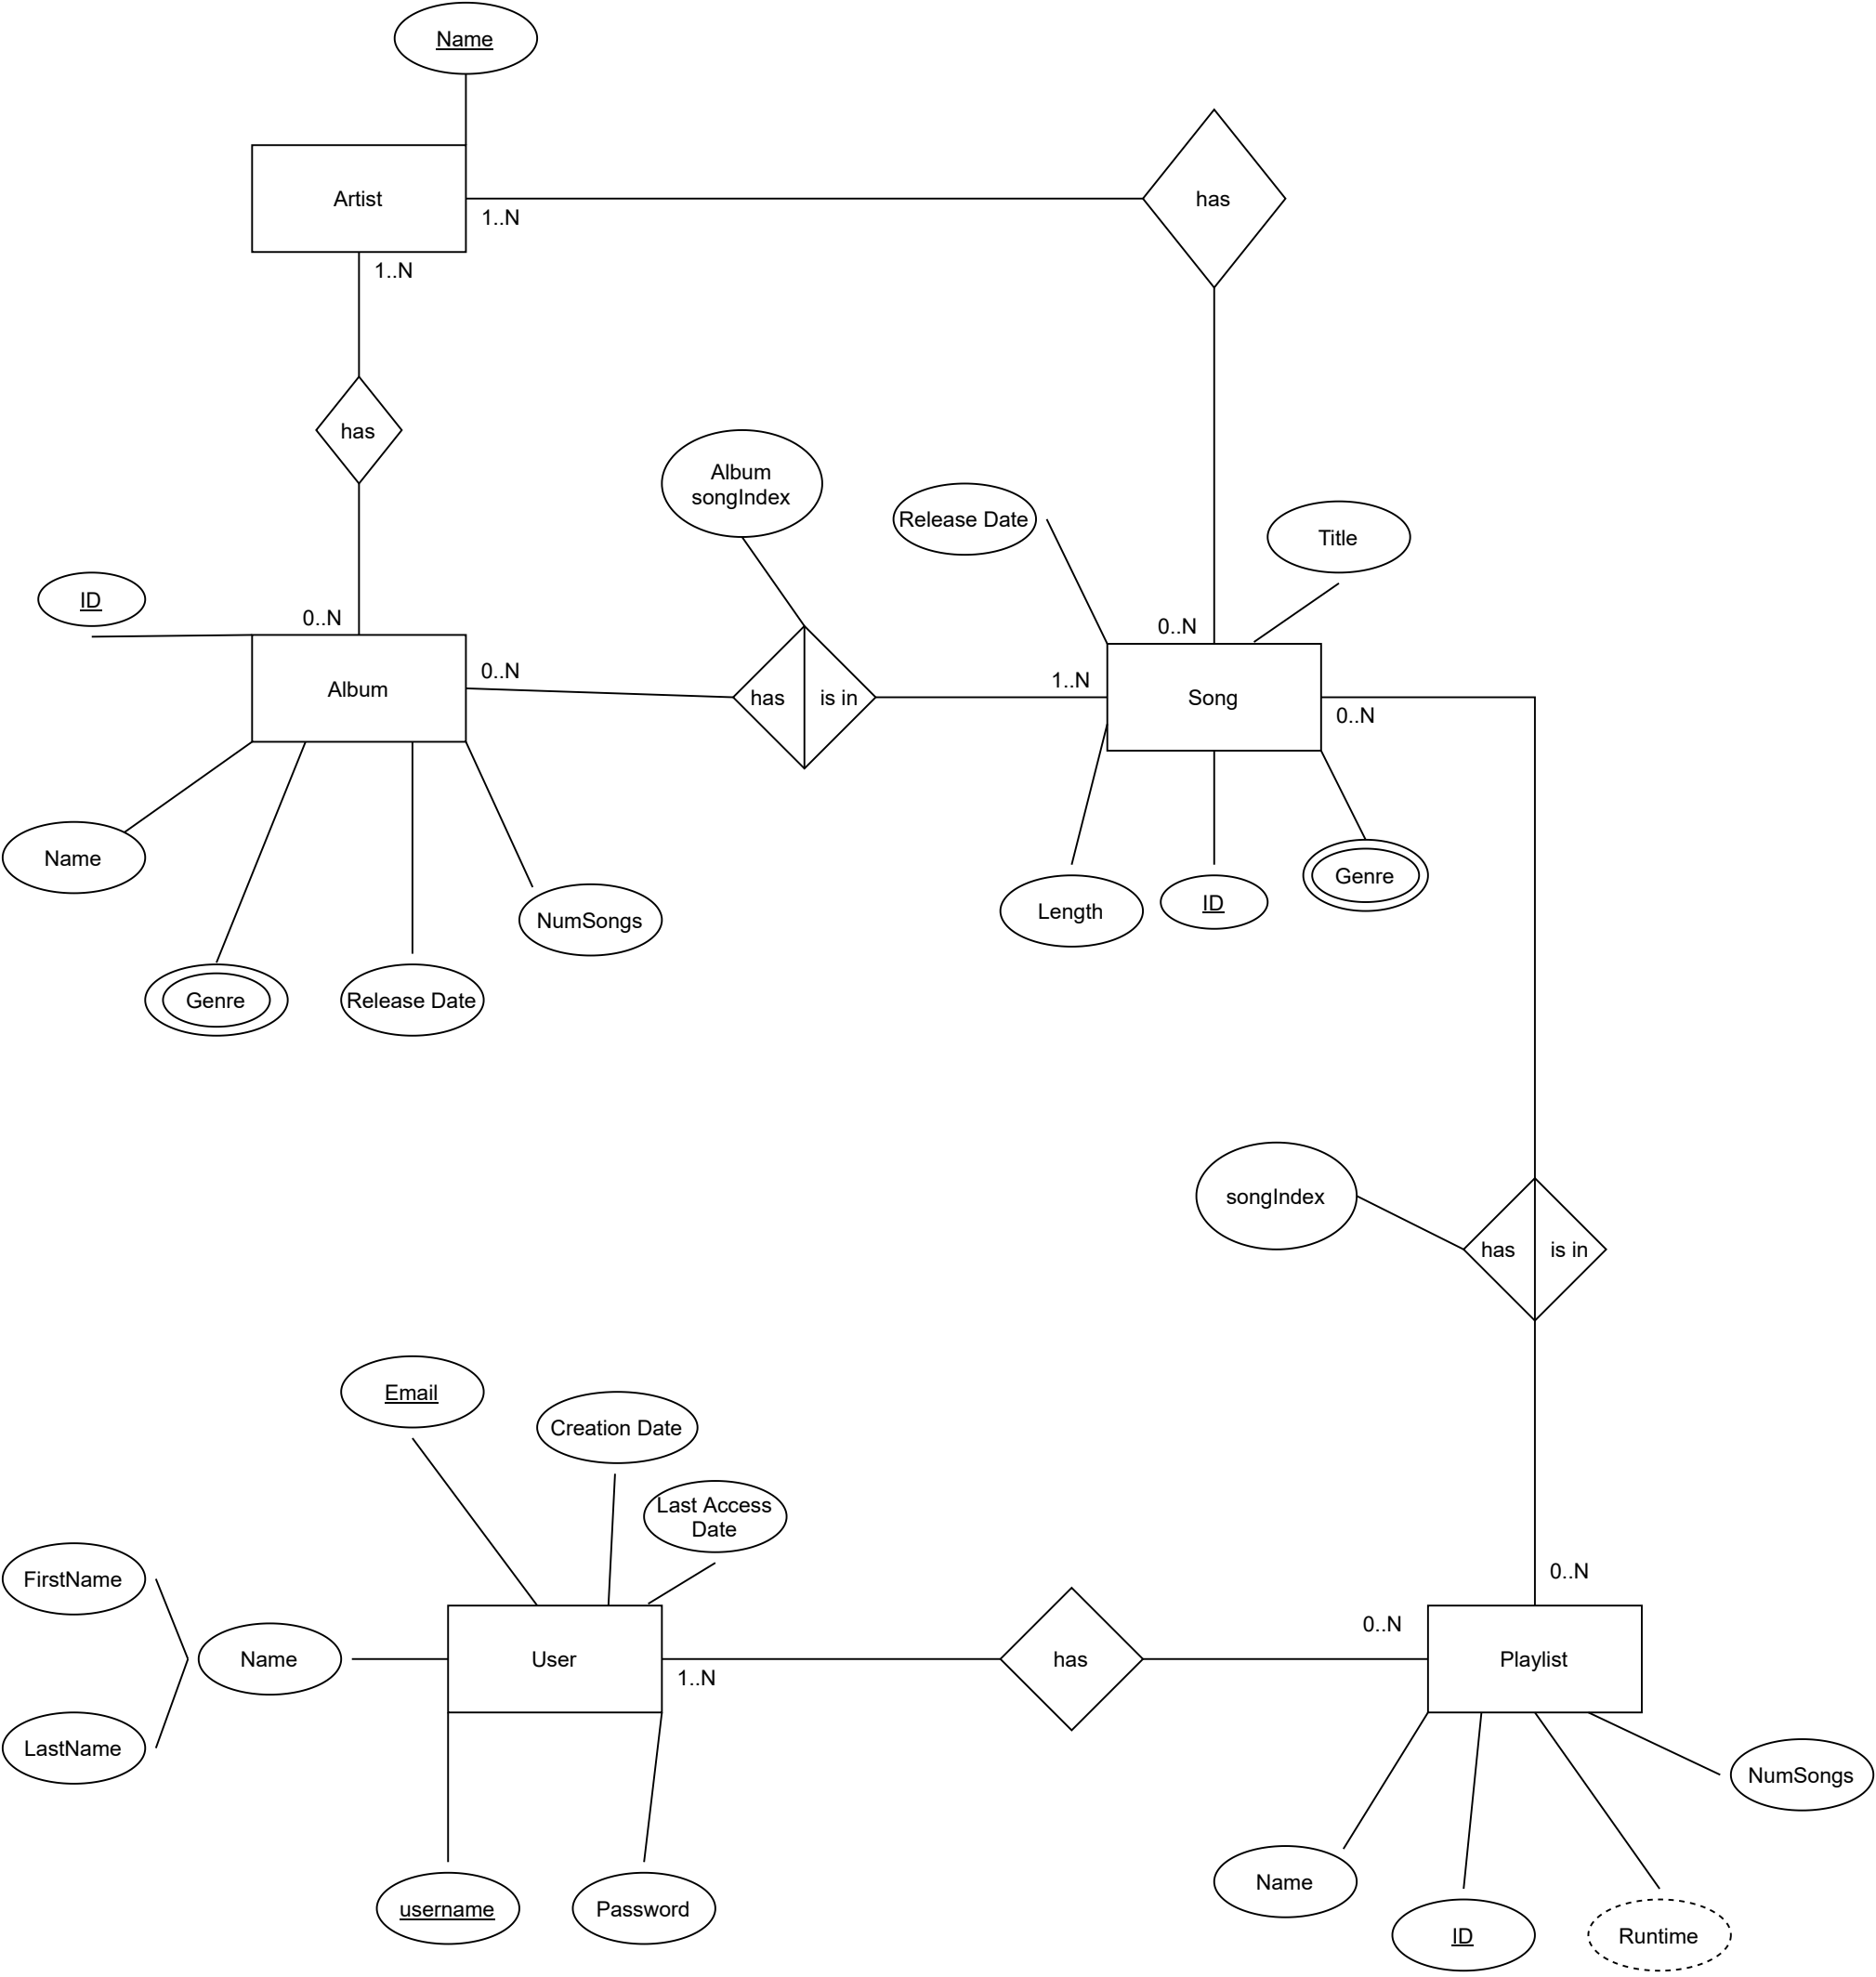 Name
Artist
has
1..N
1..N
has
Album
songIndex
Release Date
Title
ID
0..N
0..N
0..N
1..N
Album
has
is in
Song
0..N
Name
Genre
NumSongs
Length
ID
Genre
Release Date
songIndex
has
is in
Email
Creation Date
Last Access
Date
FirstName
0..N
0..N
Name
User
has
Playlist
1..N
LastName
NumSongs
Name
username
Password
ID
Runtime